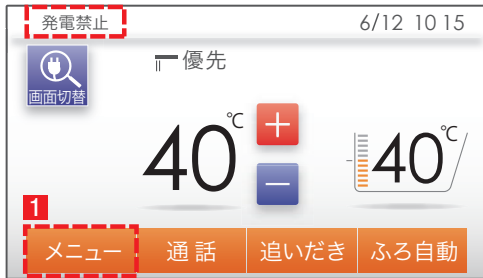 発電禁止
6/12 10 15
画面切替
優先
40℃
+
−
40℃
1
メニュー
通話
追いだき
ふろ自動